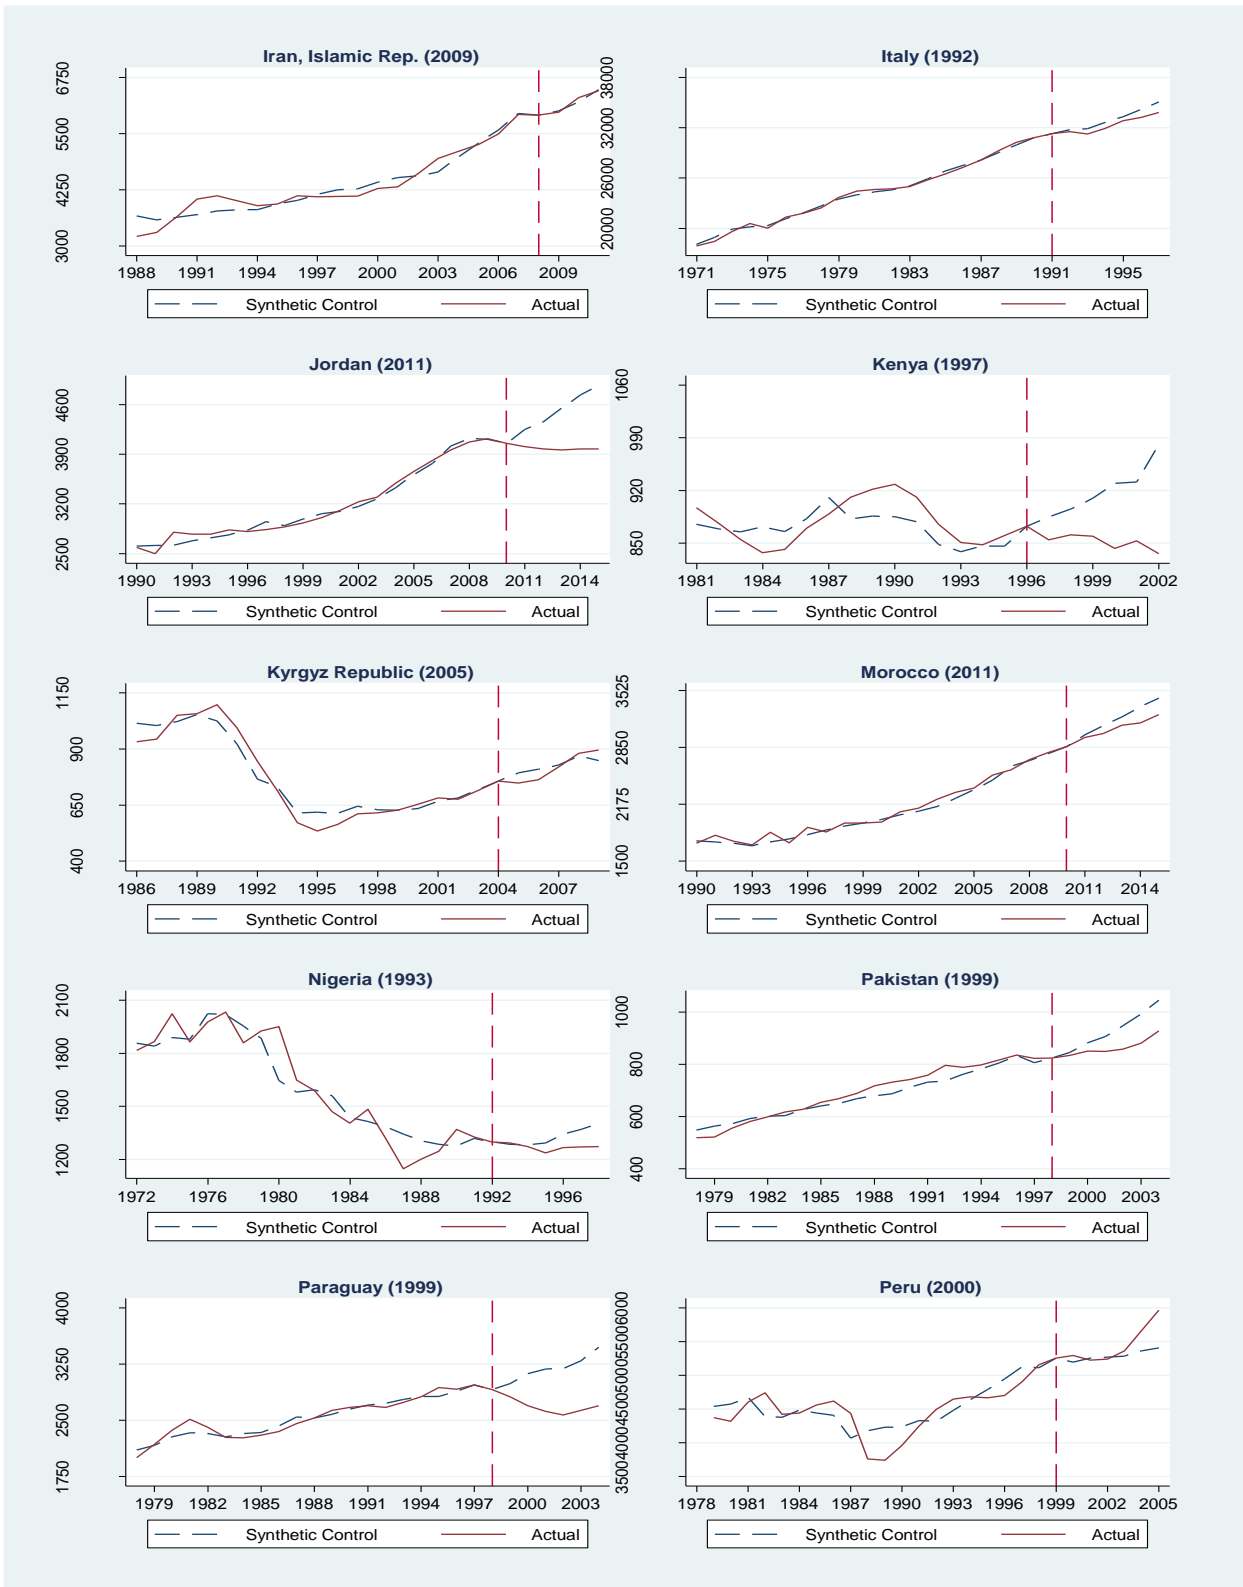 Iran, Islamic Rep. (2009)
6750
5500
4250
3000
1988 1991 1994 1997 2000 2003 2006 2009
Synthetic Control Actual
Italy (1992)
38000
32000
26000
20000
1971 1975 1979 1983 1987 1991 1995
Synthetic Control Actual
Jordan (2011)
4600
3900
3200
2500
1990 1993 1996 1999 2002 2005 2008 2011 2014
Synthetic Control Actual
Kenya (1997)
1060
990
920
850
1981 1984 1987 1990 1993 1996 1999 2002
Synthetic Control Actual
Kyrgyz Republic (2005)
1150
900
650
400
1986 1989 1992 1995 1998 2001 2004 2007
Synthetic Control Actual
Morocco (2011)
3525
2850
2175
1500
1990 1993 1996 1999 2002 2005 2008 2011 2014
Synthetic Control Actual
Nigeria (1993)
2100
1800
1500
1200
1972 1976 1980 1984 1988 1992 1996
Synthetic Control Actual
Pakistan (1999)
1000
800
600
400
1979 1982 1985 1988 1991 1994 1997 2000 2003
Synthetic Control Actual
Paraguay (1999)
4000
3250
2500
1750
1979 1982 1985 1988 1991 1994 1997 2000 2003
Synthetic Control Actual
Peru (2000)
6000
5500
5000
4500
4000
3500
1978 1981 1984 1987 1990 1993 1996 1999 2002 2005
Synthetic Control Actual